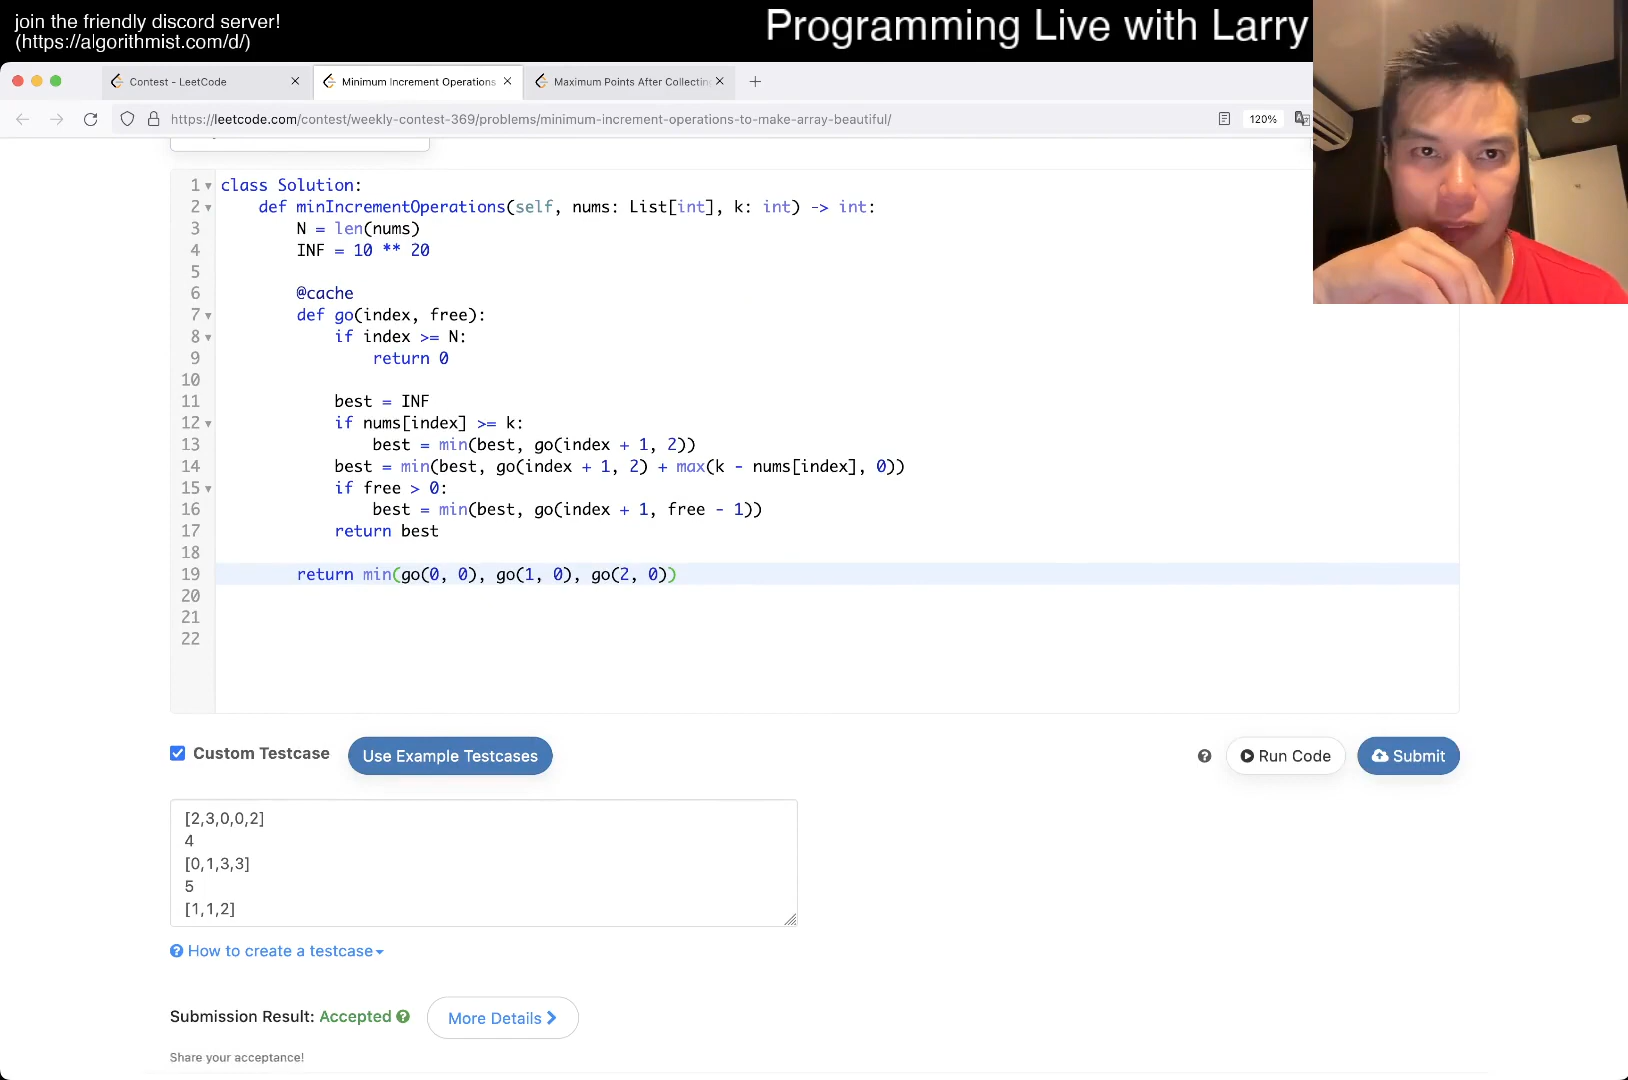 join the friendly discord server!
(https://algorithmist.com/d/)
Programming Live with Larry
Contest - LeetCode
Minimum Increment Operations
Maximum Points After Collectin
https://leetcode.com/contest/weekly-contest-369/problems/minimum-increment-operations-to-make-array-beautiful/
120%
1 class Solution:
2     def minIncrementOperations(self, nums: List[int], k: int) -> int:
3         N = len(nums)
4         INF = 10 ** 20
5
6         @cache
7         def go(index, free):
8             if index >= N:
9                 return 0
10
11             best = INF
12             if nums[index] >= k:
13                 best = min(best, go(index + 1, 2))
14             best = min(best, go(index + 1, 2) + max(k - nums[index], 0))
15             if free > 0:
16                 best = min(best, go(index + 1, free - 1))
17             return best
18
19         return min(go(0, 0), go(1, 0), go(2, 0))
20
21
22
Custom Testcase
Use Example Testcases
Run Code
Submit
[2,3,0,0,2]
4
[0,1,3,3]
5
[1,1,2]
How to create a testcase
Submission Result: Accepted
More Details
Share your acceptance!